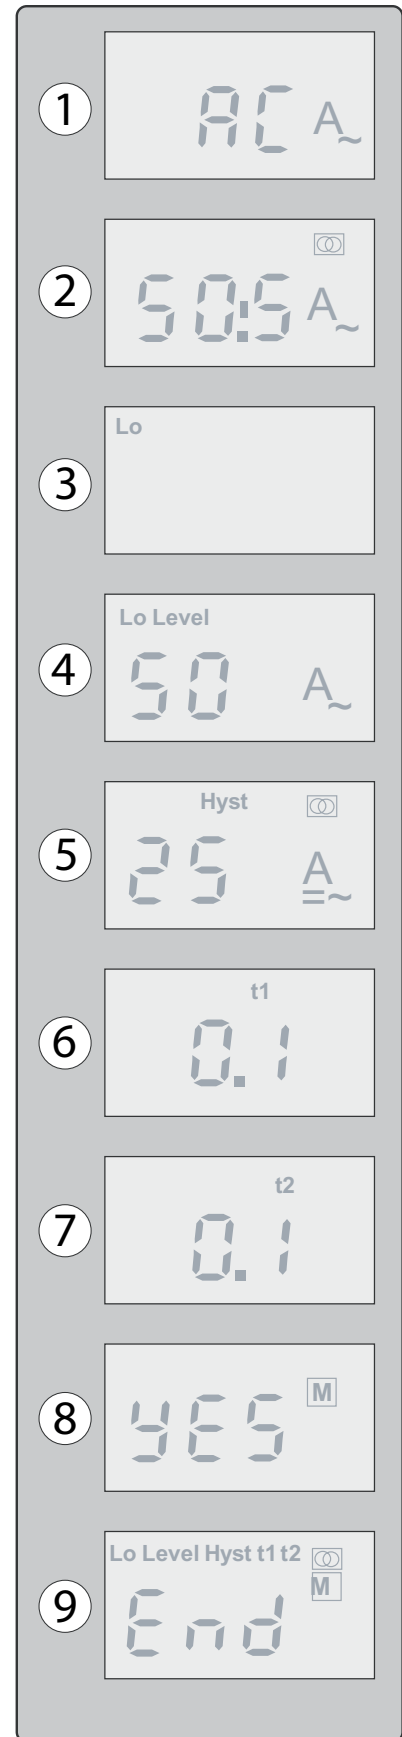 1
AC A~
2
50:5 A~
3
Lo
4
Lo Level
50 A~
5
Hyst
25 A=~
6
t1
0.1
7
t2
0.1
8
yES M
9
Lo Level Hyst t1 t2
M
End